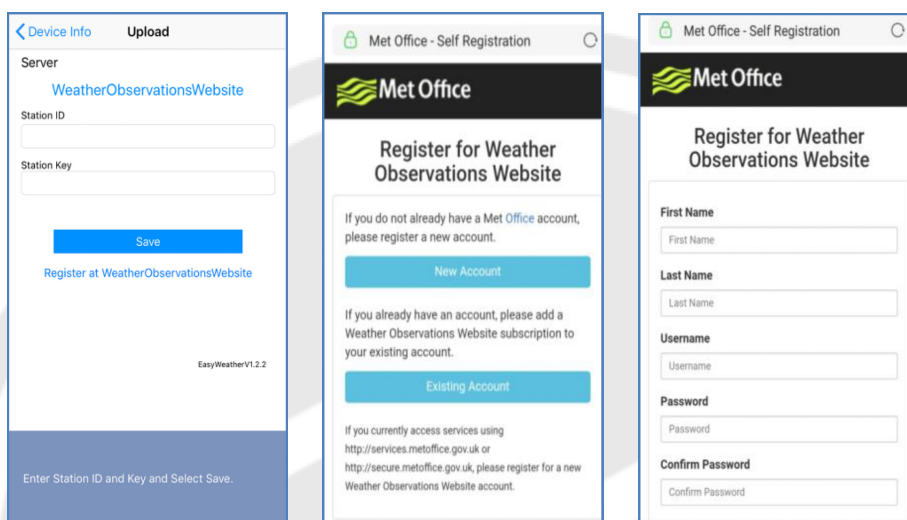 Device Info
Upload
Server
WeatherObservationsWebsite
Station ID
Station Key
Save
Register at WeatherObservationsWebsite
EasyWeatherV1.2.2
Enter Station ID and Key and Select Save.
Met Office - Self Registration
Met Office
Register for Weather
Observations Website
If you do not already have a Met Office account,
please register a new account.
New Account
If you already have an account, please add a
Weather Observations Website subscription to
your existing account.
Existing Account
If you currently access services using
http://services.metoffice.gov.uk or
http://secure.metoffice.gov.uk, please register for a new
Weather Observations Website account.
Met Office - Self Registration
Met Office
Register for Weather
Observations Website
First Name
First Name
Last Name
Last Name
Username
Username
Password
Password
Confirm Password
Confirm Password